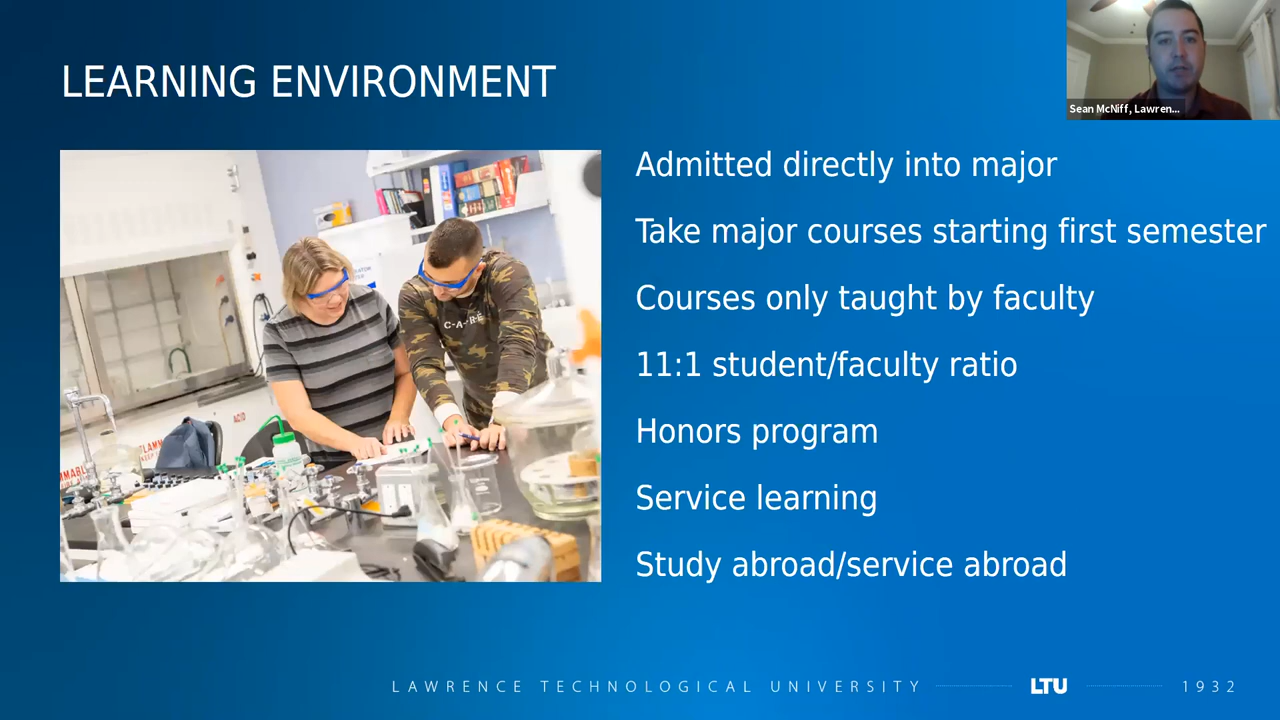 LEARNING ENVIRONMENT
Sean McNiff, Lawren...
Admitted directly into major
Take major courses starting first semester
Courses only taught by faculty
11:1 student/faculty ratio
Honors program
Service learning
Study abroad/service abroad
C-A-F-R-E
ACID
LAWRENCE TECHNOLOGICAL UNIVERSITY
LTU
1932